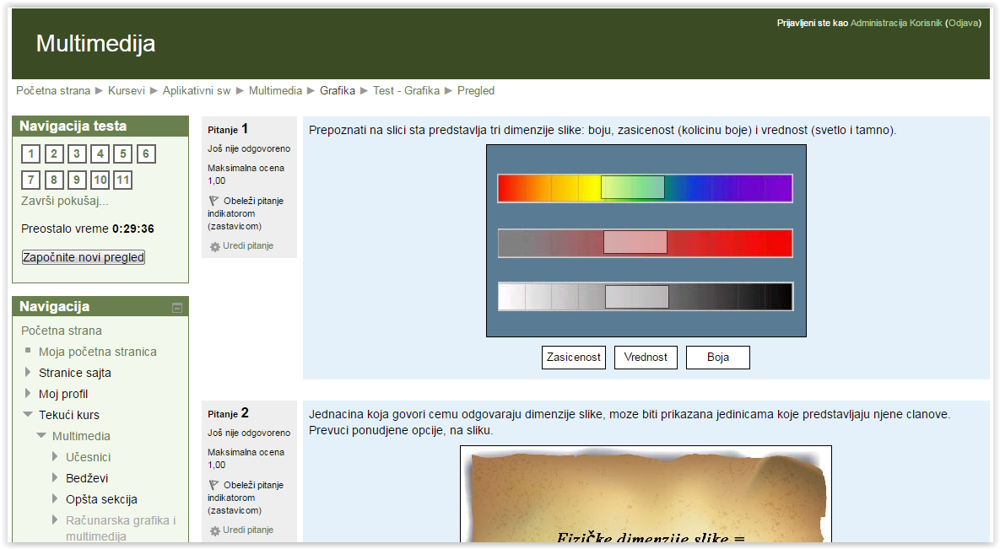 Multimedija
Prijavljeni ste kao Administracija Korisnik (Odjava)
Početna strana ► Kursevi ► Aplikativni sw ► Multimedia ► Grafika ► Test - Grafika ► Pregled
Navigacija testa
1 2 3 4 5 6
7 8 9 10 11
Završi pokušaj...
Preostalo vreme 0:29:36
Započnite novi pregled
Navigacija
Početna strana
Moja početna stranica
Stranice sajta
Moj profil
Tekući kurs
Multimedia
Učesnici
Bedževi
Opšta sekcija
Računarska grafika i
multimedija
Pitanje 1
Još nije odgovoreno
Maksimalna ocena
1,00
Obeleži pitanje
indikatorom
(zastavicom)
Uredi pitanje
Prepoznati na slici sta predstavlja tri dimenzije slike: boju, zasicenost (kolicinu boje) i vrednost (svetlo i tamno).
Zasicenost
Vrednost
Boja
Pitanje 2
Još nije odgovoreno
Maksimalna ocena
1,00
Obeleži pitanje
indikatorom
(zastavicom)
Uredi pitanje
Jednacina koja govori cemu odgovaraju dimenzije slike, moze biti prikazana jedinicama koje predstavljaju njene clanove.
Prevuci ponudjene opcije, na sliku.
Fizičke dimenzije slike =